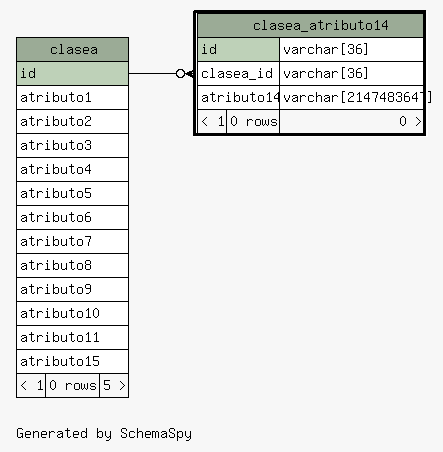 clasea
id
atributo1
atributo2
atributo3
atributo4
atributo5
atributo6
atributo7
atributo8
atributo9
atributo10
atributo11
atributo15
< 1 0 rows 5 >
clasea_atributo14
id varchar[36]
clasea_id varchar[36]
atributo14 varchar[2147483647]
< 1 0 rows 0 >
Generated by SchemaSpy